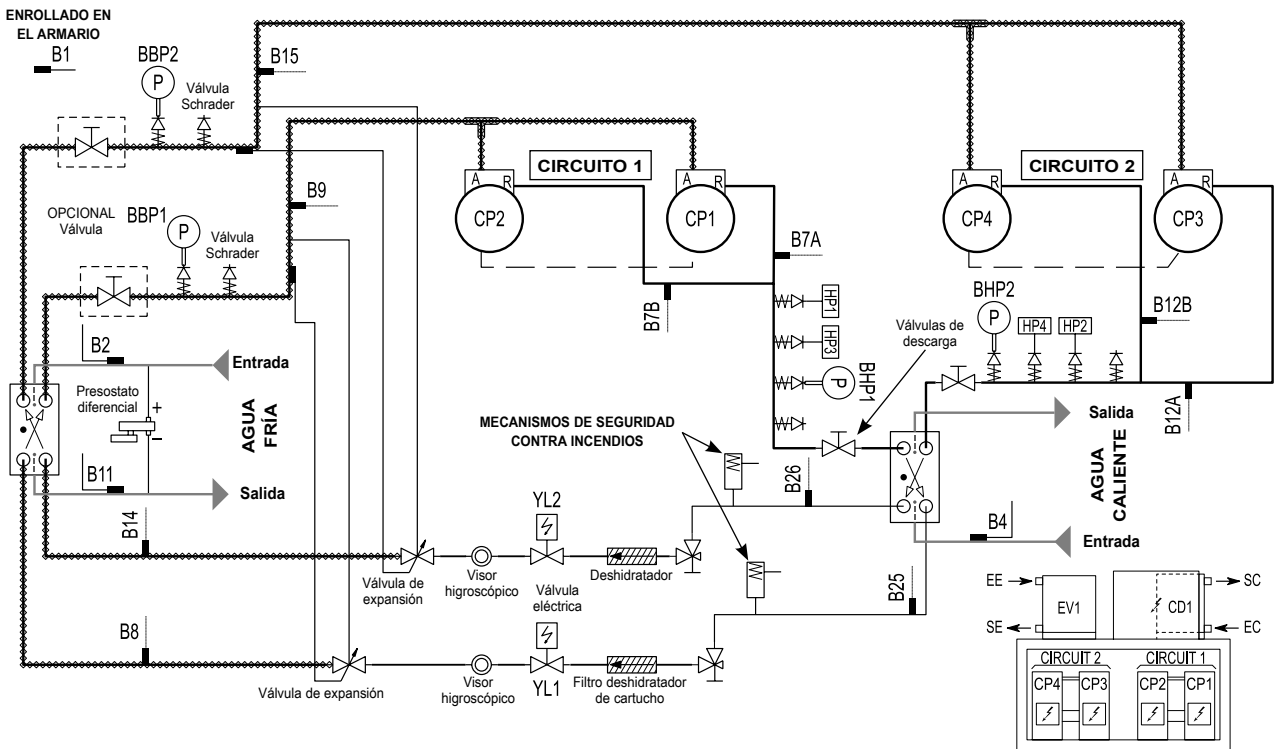 ENROLLADO EN
EL ARMARIO
B1
BBP2
P
Válvula
Schrader
B15
CIRCUITO 1
CIRCUITO 2
A
R
CP2
A
R
CP1
A
R
CP4
A
R
CP3
OPCIONAL
Válvula
BBP1
P
Válvula
Schrader
B9
B7A
B7B
HP1
HP3
BHP1
P
Válvulas de
descarga
BHP2
P
HP4
HP2
B12B
B12A
B2
Entrada
Presostato
diferencial
+
–
AGUA
FRÍA
B11
Salida
B14
MECANISMOS DE SEGURIDAD
CONTRA INCENDIOS
B26
Salida
AGUA
CALIENTE
B4
Entrada
B25
YL2
Válvula de
expansión
Visor
higroscópico
Válvula
eléctrica
Deshidratador
B8
YL1
Válvula de expansión
Visor
higroscópico
Filtro deshidratador
de cartucho
EE
SE
EV1
CD1
SC
EC
CIRCUIT 2
CIRCUIT 1
CP4
CP3
CP2
CP1